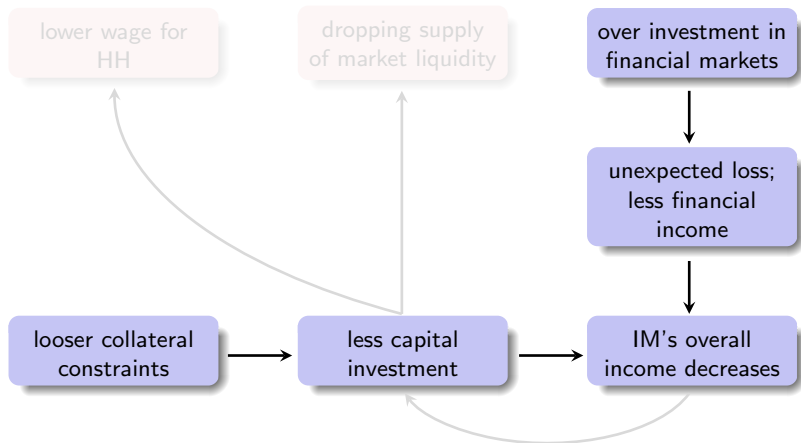 lower wage for
HH
dropping supply
of market liquidity
over investment in
financial markets
unexpected loss;
less financial
income
looser collateral
constraints
less capital
investment
IM's overall
income decreases